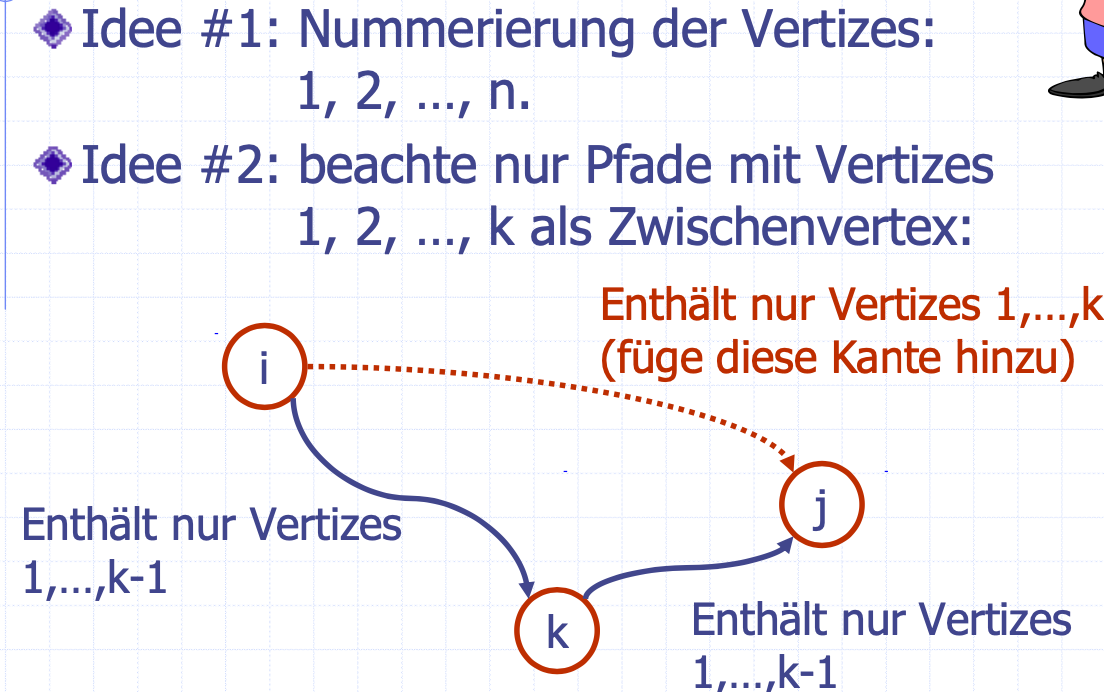 Idee #1: Nummerierung der Vertizes:
1, 2, …, n.
Idee #2: beachte nur Pfade mit Vertizes
1, 2, …, k als Zwischenvertex:
Enthält nur Vertizes 1,…,k
(füge diese Kante hinzu)
i
j
Enthält nur Vertizes
1,…,k-1
k
Enthält nur Vertizes
1,…,k-1